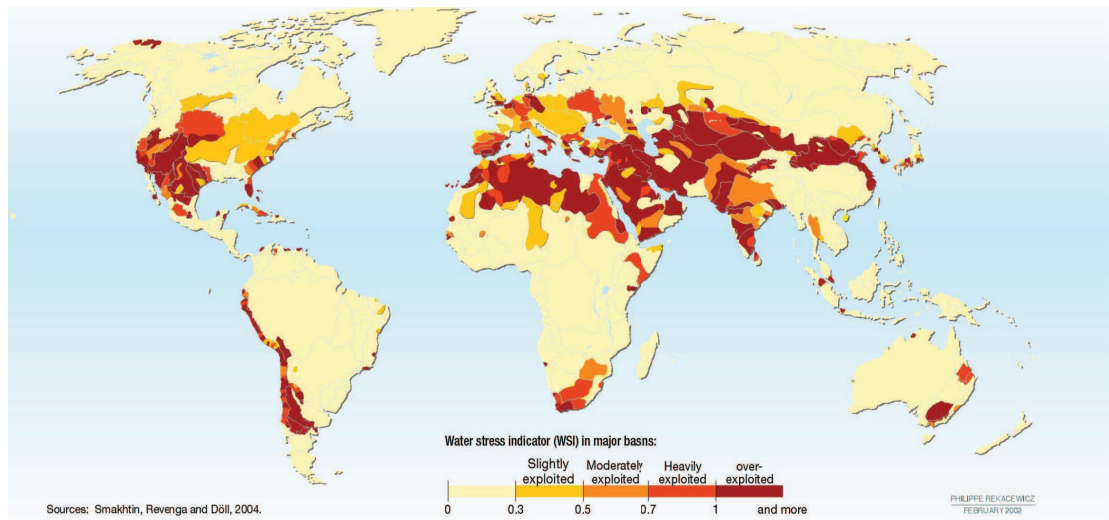 Water stress indicator (WSI) in major basns:
Slightly exploited
Moderately exploited
Heavily exploited
over-exploited
0 0.3 0.5 0.7 1 and more
Sources: Smakhtin, Revenga and Döll, 2004.
PHILIPPE REKACEWICZ
FEBRUARY 2002